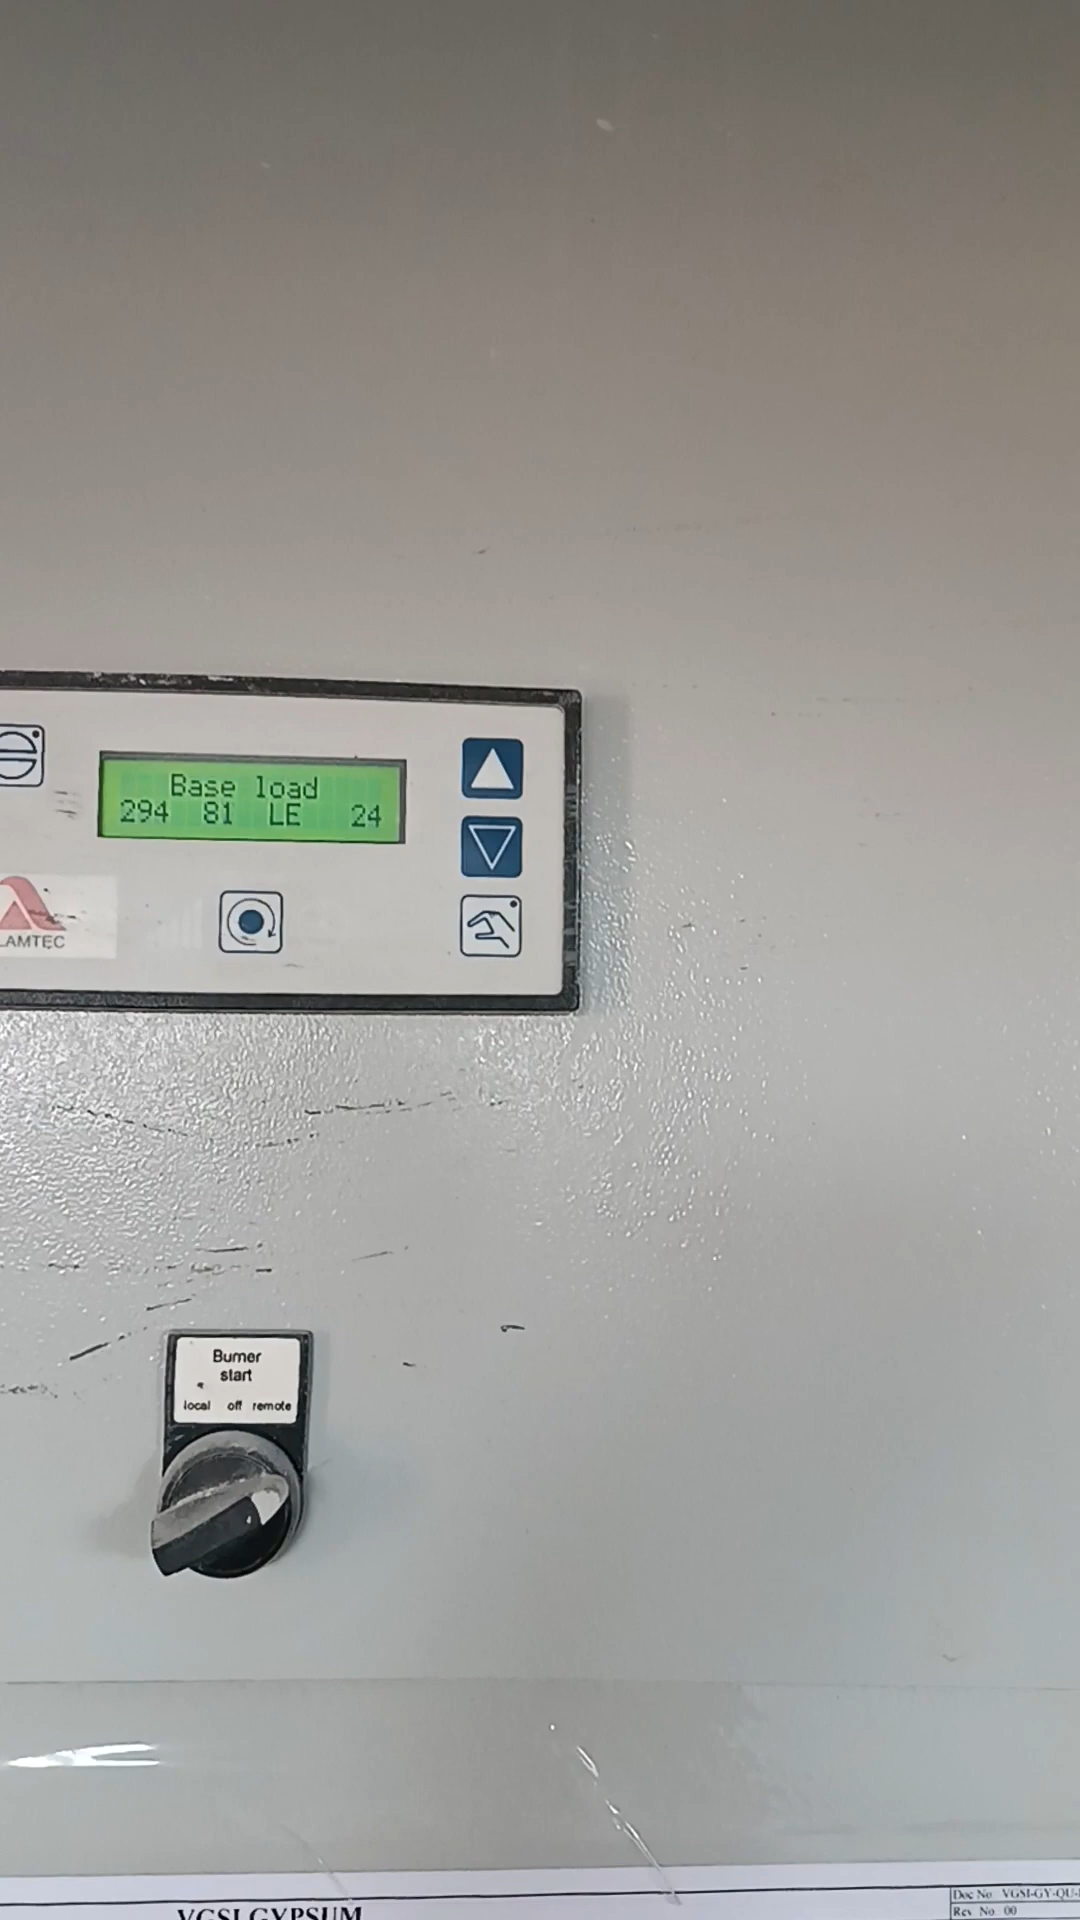 Base load
294 81 LE 24
LAMTEC
Burner
start
local off remote
VGSI GYPSUM
Doc No VGSI-GY-QU-
Rev No 00